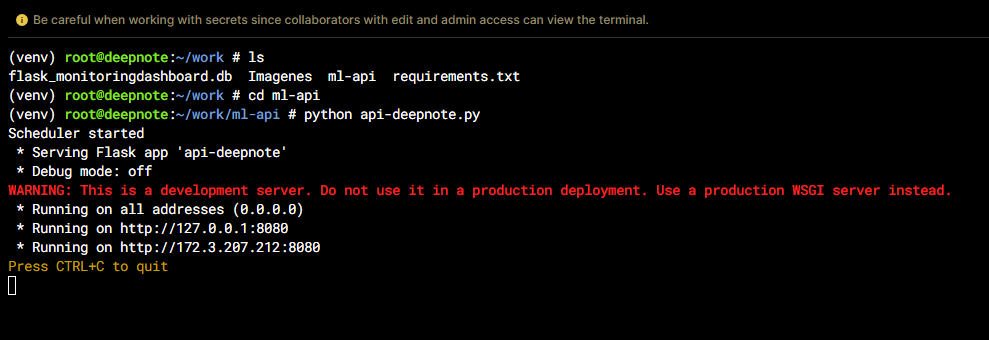 Be careful when working with secrets since collaborators with edit and admin access can view the terminal.
(venv) root@deepnote:~/work # ls
flask_monitoringdashboard.db  Imagenes  ml-api  requirements.txt
(venv) root@deepnote:~/work # cd ml-api
(venv) root@deepnote:~/work/ml-api # python api-deepnote.py
Scheduler started
 * Serving Flask app 'api-deepnote'
 * Debug mode: off
WARNING: This is a development server. Do not use it in a production deployment. Use a production WSGI server instead.
 * Running on all addresses (0.0.0.0)
 * Running on http://127.0.0.1:8080
 * Running on http://172.3.207.212:8080
Press CTRL+C to quit